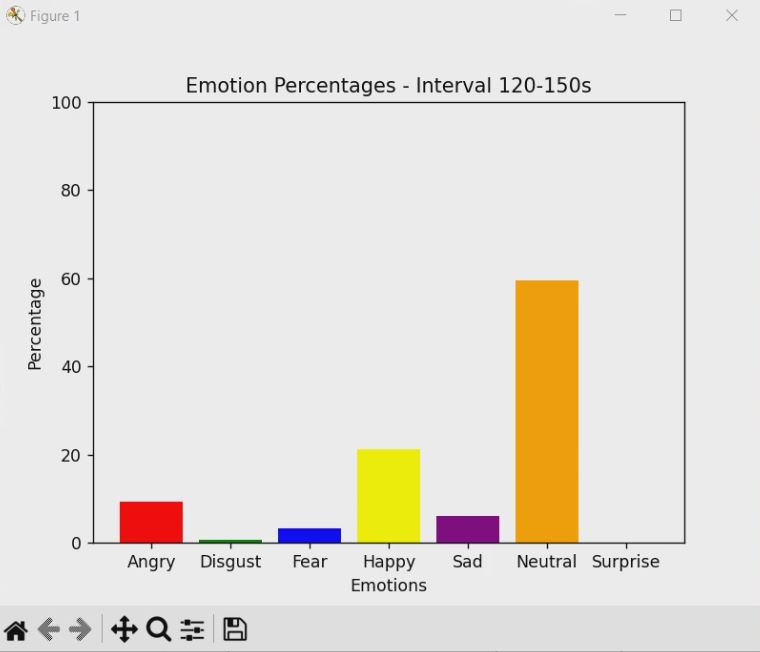 Figure 1
Emotion Percentages - Interval 120-150s
100
80
60
40
20
0
Percentage
Angry Disgust Fear Happy Sad Neutral Surprise
Emotions